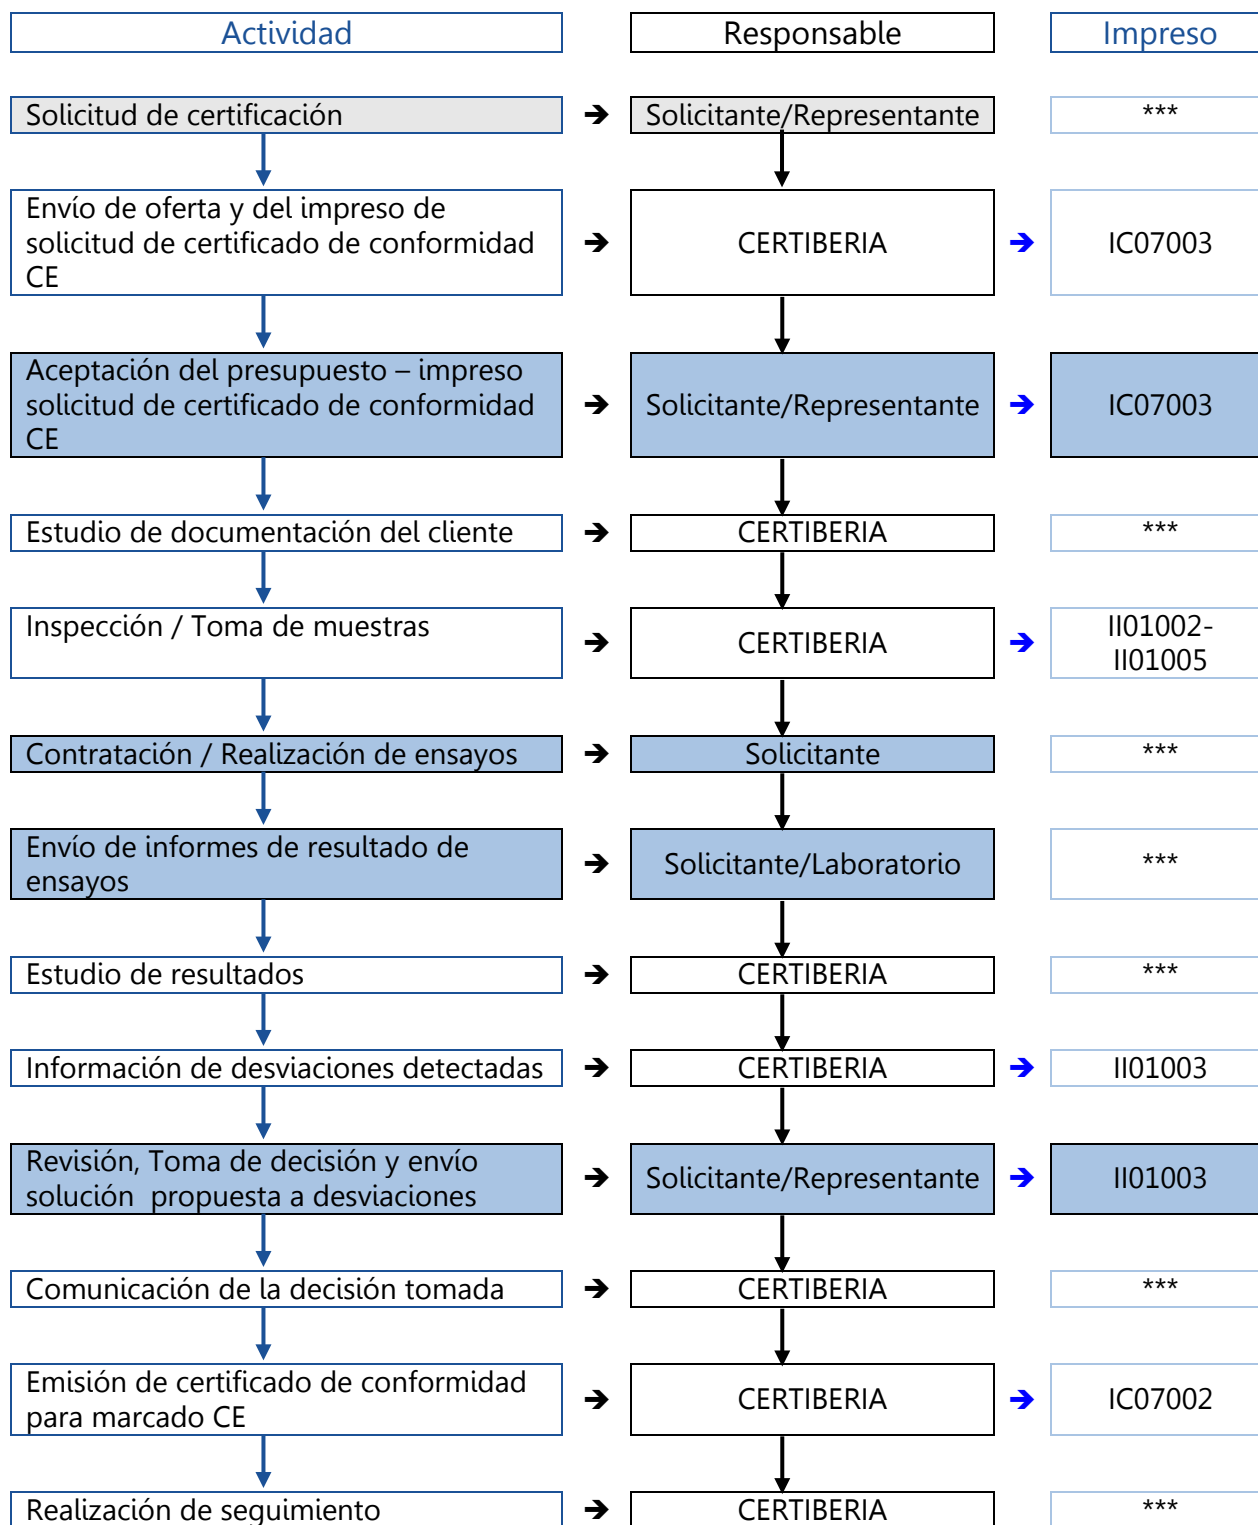 Actividad Responsable Impreso
Solicitud de certificación ➔ Solicitante/Representante ***
Envío de oferta y del impreso de
solicitud de certificado de conformidad ➔ CERTIBERIA ➔ IC07003
CE
Aceptación del presupuesto – impreso
solicitud de certificado de conformidad ➔ Solicitante/Representante ➔ IC07003
CE
Estudio de documentación del cliente ➔ CERTIBERIA ***
Inspección / Toma de muestras ➔ CERTIBERIA ➔ II01002-
II01005
Contratación / Realización de ensayos ➔ Solicitante ***
Envío de informes de resultado de
ensayos ➔ Solicitante/Laboratorio ***
Estudio de resultados ➔ CERTIBERIA ***
Información de desviaciones detectadas ➔ CERTIBERIA ➔ II01003
Revisión, Toma de decisión y envío
solución propuesta a desviaciones ➔ Solicitante/Representante ➔ II01003
Comunicación de la decisión tomada ➔ CERTIBERIA ***
Emisión de certificado de conformidad
para marcado CE ➔ CERTIBERIA ➔ IC07002
Realización de seguimiento ➔ CERTIBERIA ***